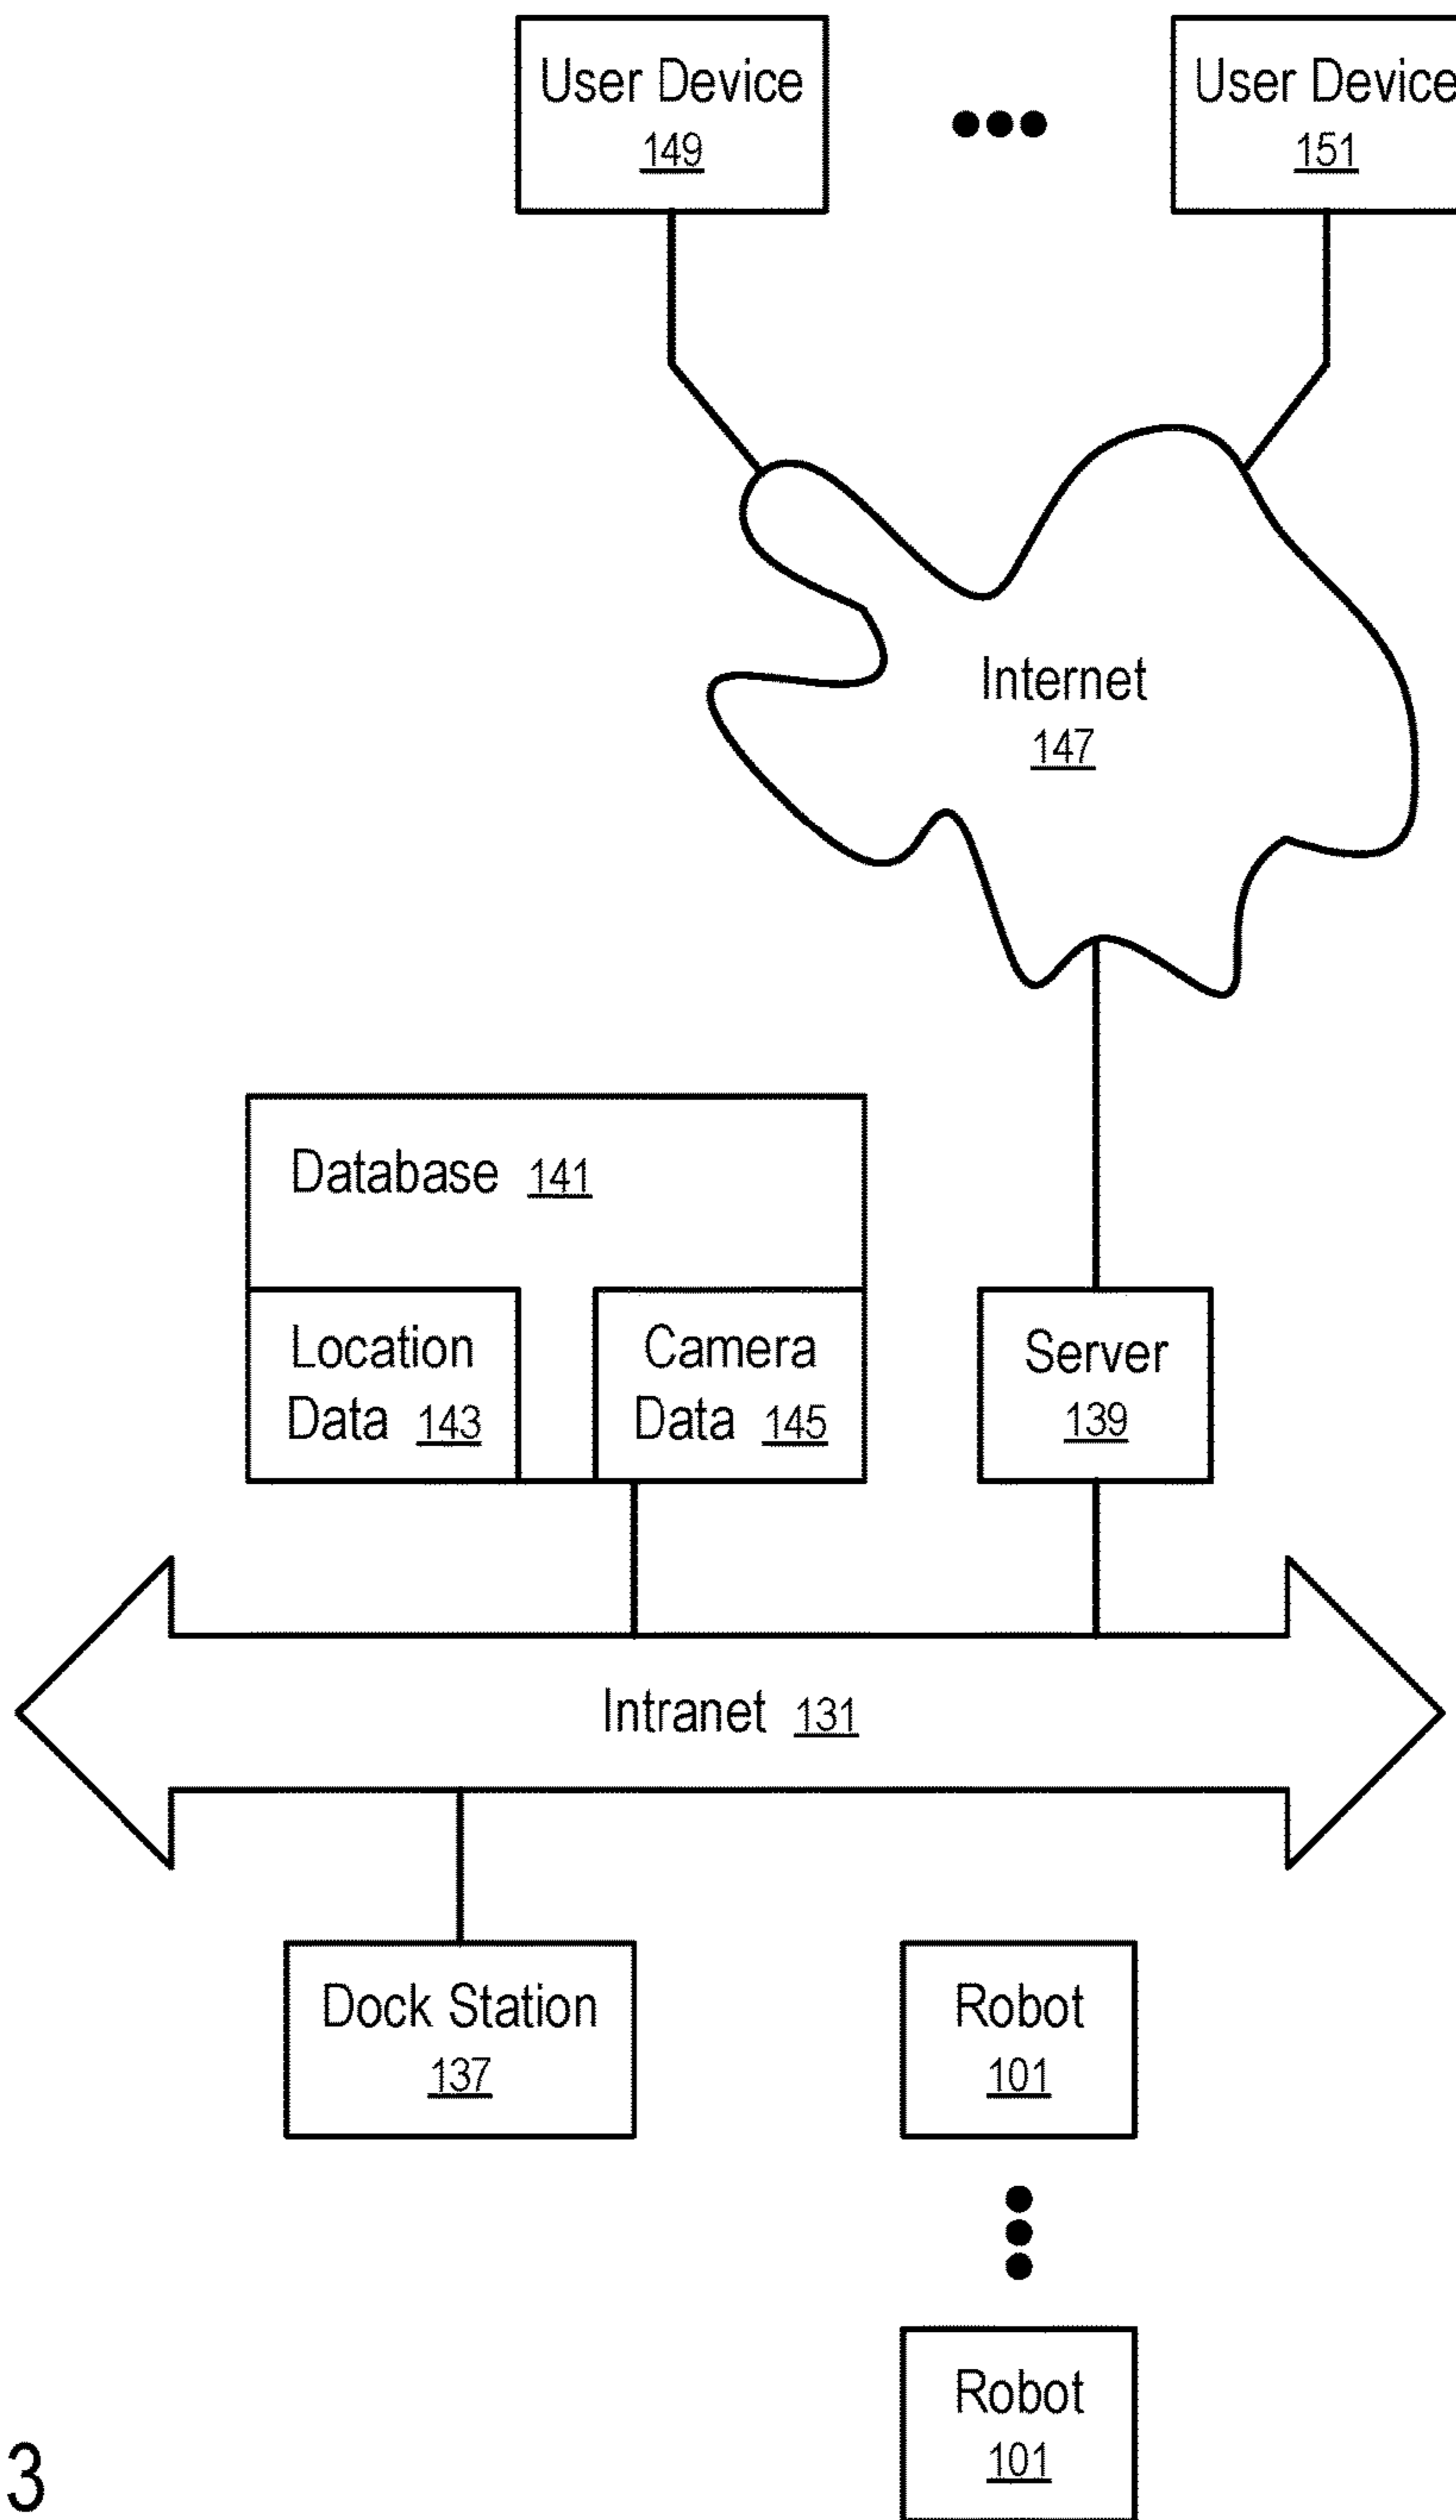 User Device
149
User Device
151
Internet
147
Database 141
Location
Data 143
Camera
Data 145
Server
139
Intranet 131
Dock Station
137
Robot
101
Robot
101
3